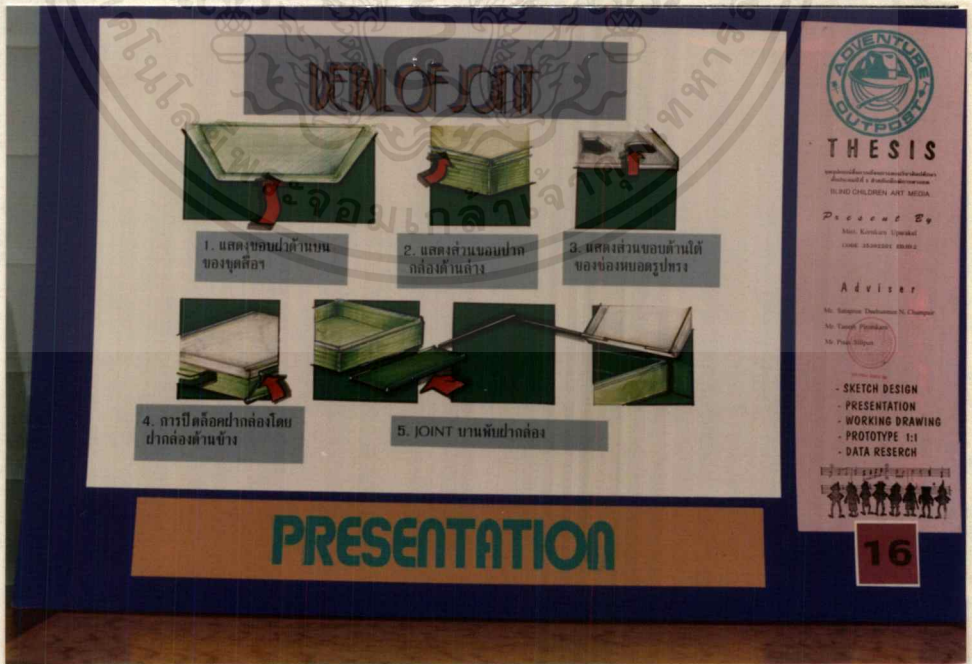 DETAIL OF JOINT
1. แสดงขอบฝาด้านบน
ของชุดสื่อฯ
2. แสดงส่วนขอบปาก
กล่องด้านล่าง
3. แสดงส่วนขอบด้านใต้
ของช่องหยอดรูปทรง
4. การปิดล็อคฝากล่องโดย
ฝากล่องด้านข้าง
5. JOINT บานพับฝากล่อง
PRESENTATION
ADVENTURE
OUTPOST
THESIS
BLIND CHILDREN ART MEDIA
Present By
Adviser
- SKETCH DESIGN
- PRESENTATION
- WORKING DRAWING
- PROTOTYPE 1:1
- DATA RESERCH
16